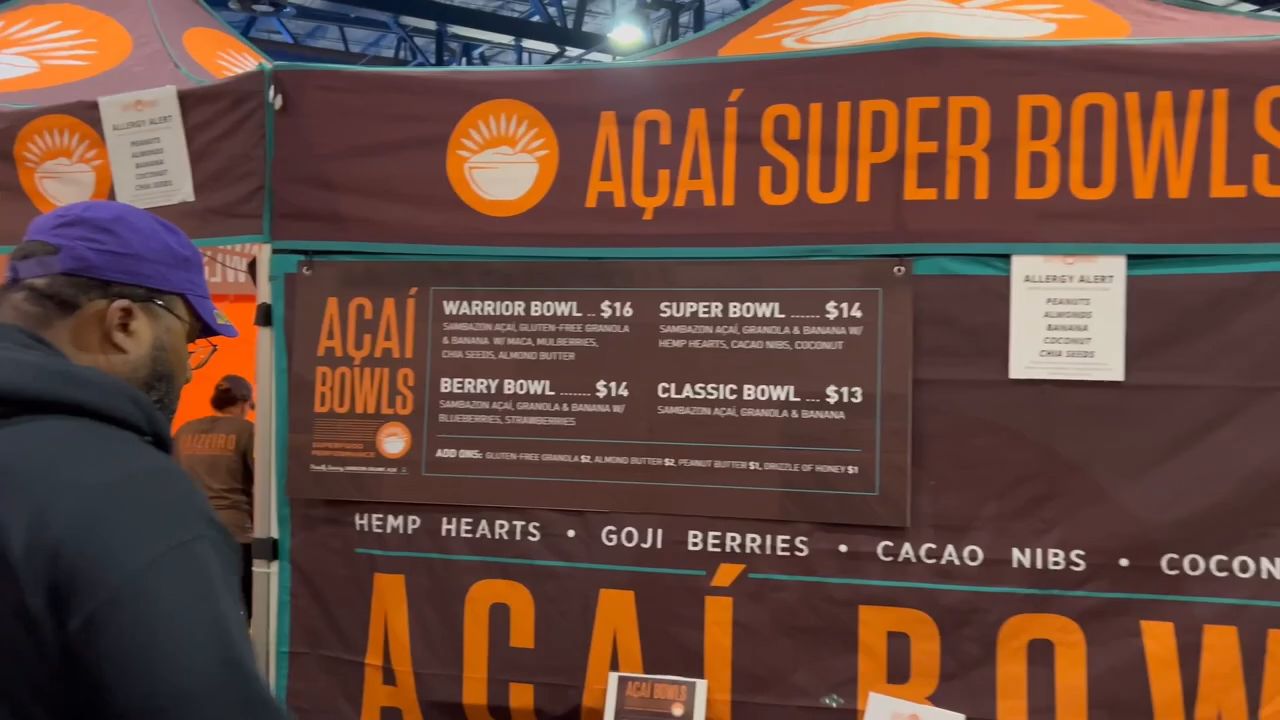 ALLERGY ALERT
PEANUTS
ALMONDS
BANANA
COCONUT
CHIA SEEDS
AÇAÍ SUPER BOWLS
AÇAÍ
BOWLS
SUPERFOOD
PERFORMANCE
WARRIOR BOWL .. $16
SAMBAZON AÇAÍ, GLUTEN-FREE GRANOLA
& BANANA W/ MACA, MULBERRIES,
CHIA SEEDS, ALMOND BUTTER
SUPER BOWL ...... $14
SAMBAZON AÇAÍ, GRANOLA & BANANA W/
HEMP HEARTS, CACAO NIBS, COCONUT
BERRY BOWL ....... $14
SAMBAZON AÇAÍ, GRANOLA & BANANA W/
BLUEBERRIES, STRAWBERRIES
CLASSIC BOWL ... $13
SAMBAZON AÇAÍ, GRANOLA & BANANA
ADD ONS: GLUTEN-FREE GRANOLA $2, ALMOND BUTTER $2, PEANUT BUTTER $1, DRIZZLE OF HONEY $1
ALLERGY ALERT
PEANUTS
ALMONDS
BANANA
COCONUT
CHIA SEEDS
HEMP HEARTS • GOJI BERRIES • CACAO NIBS • COCON
AÇAÍ BOW
AÇAÍ BOWLS